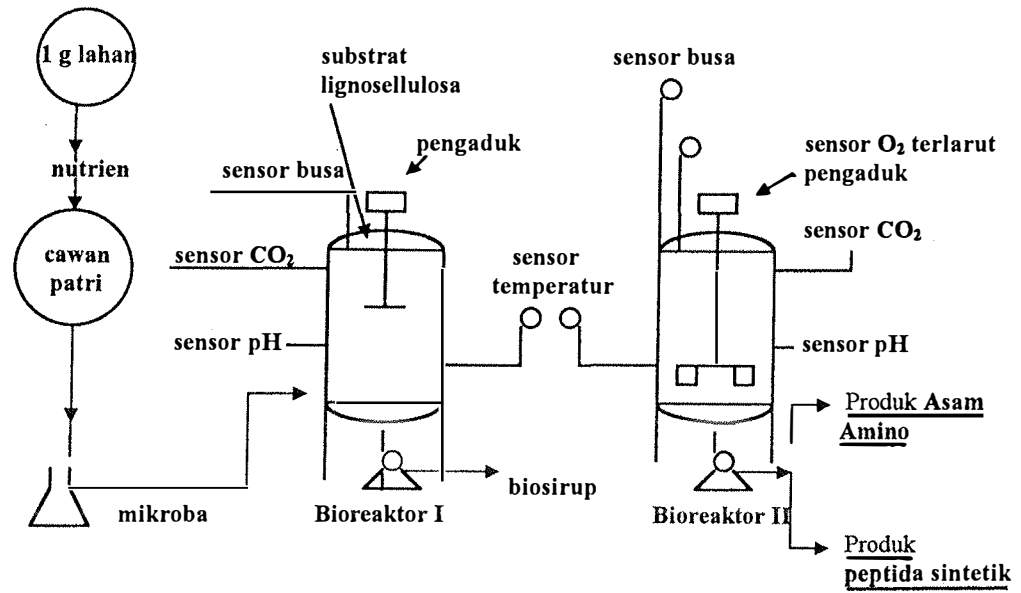 1 g lahan
nutrien
cawan
patri
mikroba
substrat
lignosellulosa
pengaduk
sensor busa
sensor CO₂
sensor pH
Bioreaktor I
biosirup
sensor
temperatur
sensor busa
sensor O₂ terlarut
pengaduk
sensor CO₂
sensor pH
Bioreaktor II
Produk Asam
Amino
Produk
peptida sintetik